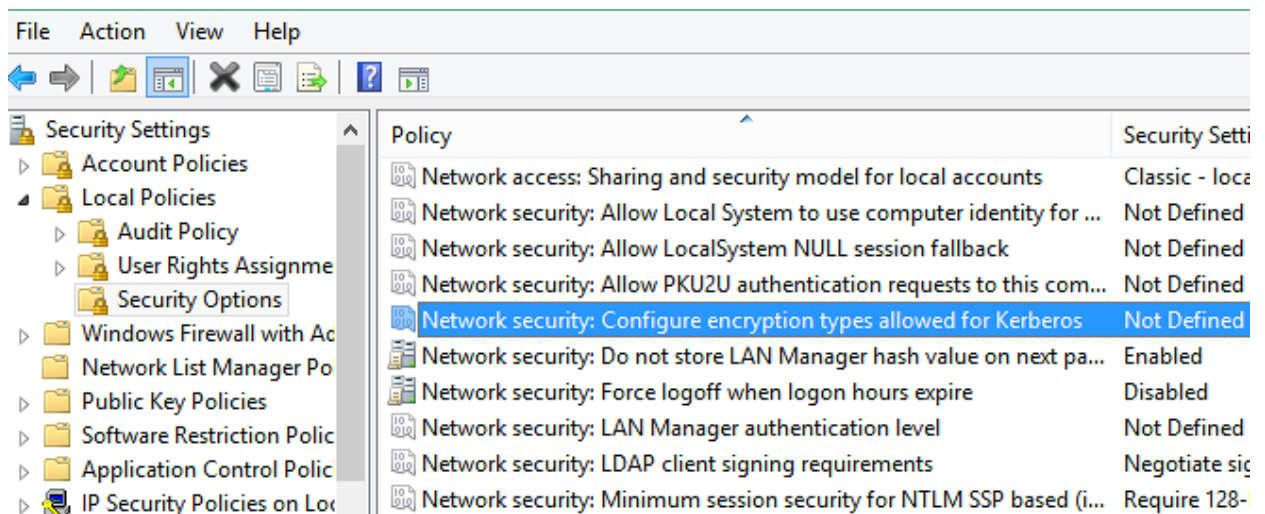 File Action View Help
Security Settings
Account Policies
Local Policies
Audit Policy
User Rights Assignme
Security Options
Windows Firewall with Ad
Network List Manager Po
Public Key Policies
Software Restriction Polic
Application Control Polic
IP Security Policies on Loc
Policy Security Setti
Network access: Sharing and security model for local accounts Classic - loca
Network security: Allow Local System to use computer identity for ... Not Defined
Network security: Allow LocalSystem NULL session fallback Not Defined
Network security: Allow PKU2U authentication requests to this com... Not Defined
Network security: Configure encryption types allowed for Kerberos Not Defined
Network security: Do not store LAN Manager hash value on next pa... Enabled
Network security: Force logoff when logon hours expire Disabled
Network security: LAN Manager authentication level Not Defined
Network security: LDAP client signing requirements Negotiate sig
Network security: Minimum session security for NTLM SSP based (i... Require 128-